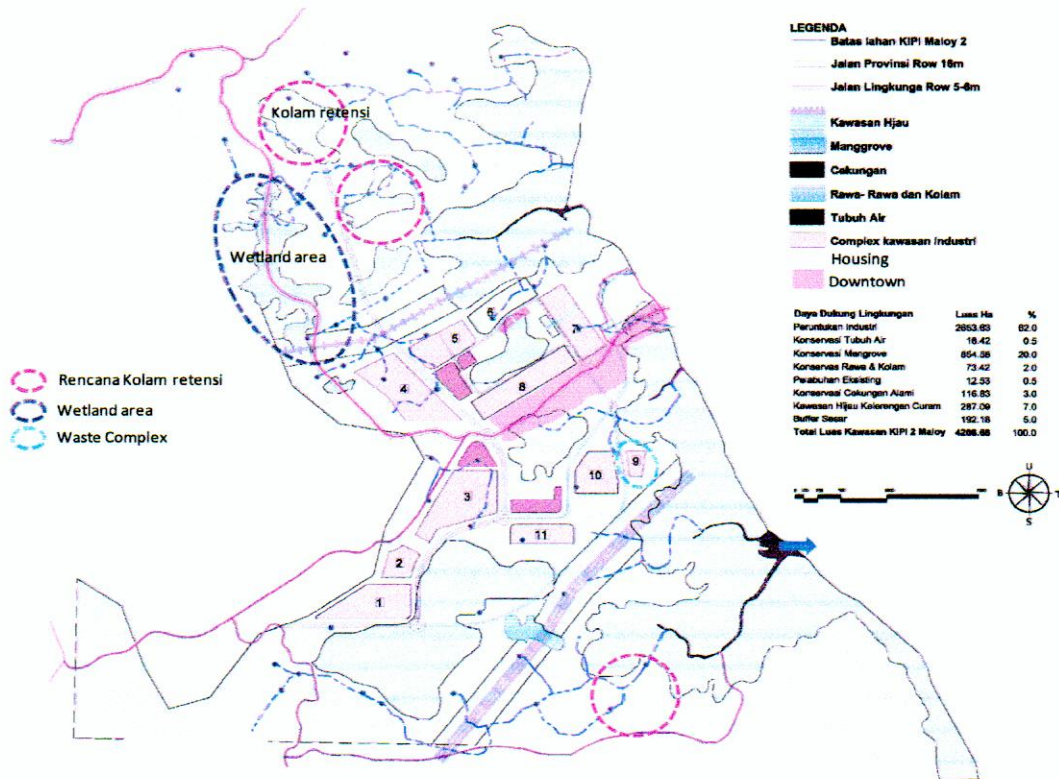 Kolam retensi
Wetland area
Rencana Kolam retensi
Wetland area
Waste Complex
1
2
3
4
5
6
7
8
9
10
11
LEGENDA
Batas lahan KIPI Maloy 2
Jalan Provinsi Row 16m
Jalan Lingkunga Row 5-6m
Kawasan Hjau
Manggrove
Cekungan
Rawa- Rawa dan Kolam
Tubuh Air
Complex kawasan industri
Housing
Downtown
Daya Dukung Lingkungan Luas Ha %
Peruntukan Industri 2653.63 62.0
Konservasi Tubuh Air 18.42 0.5
Konservasi Mengrove 854.56 20.0
Konservas Rawa & Kolam 73.42 2.0
Pelabuhan Eksisting 12.53 0.5
Konservasi Cekungan Alami 116.83 3.0
Kawasan Hijau Kelerengan Curam 287.09 7.0
Buffer Sesar 192.18 5.0
Total Luas Kawasan KIPI 2 Maloy 100.0
U
B T
S